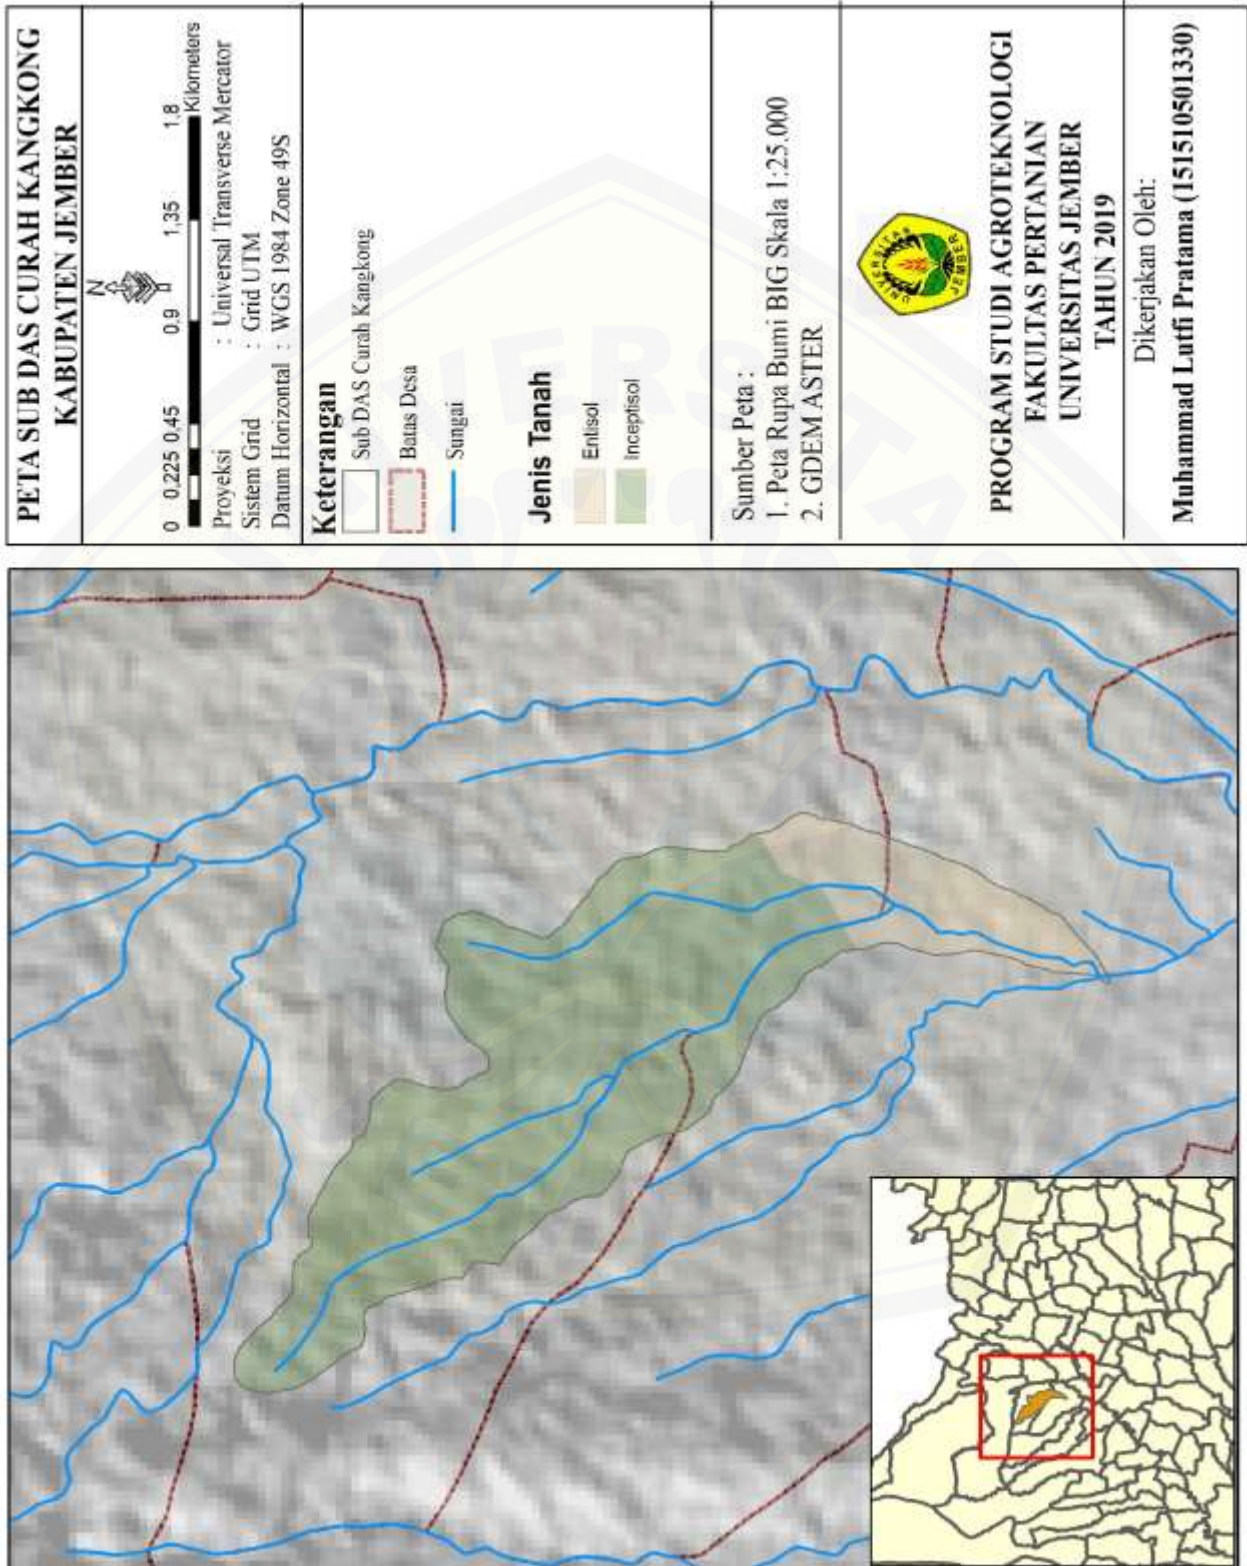 PETA SUB DAS CURAH KANGKONG
KABUPATEN JEMBER
N
0 0,225 0,45 0,9 1,35 1,8
Kilometers
Proyeksi : Universal Transverse Mercator
Sistem Grid : Grid UTM
Datum Horizontal : WGS 1984 Zone 49S
Keterangan
Sub DAS Curah Kangkong
Batas Desa
Sungai
Jenis Tanah
Entisol
Inceptisol
Sumber Peta :
1. Peta Rupa Bumi BIG Skala 1:25.000
2. GDEM ASTER
UNIVERSITAS
JEMBER
PROGRAM STUDI AGROTEKNOLOGI
FAKULTAS PERTANIAN
UNIVERSITAS JEMBER
TAHUN 2019
Dikerjakan Oleh:
Muhammad Lutfi Pratama (151510501330)